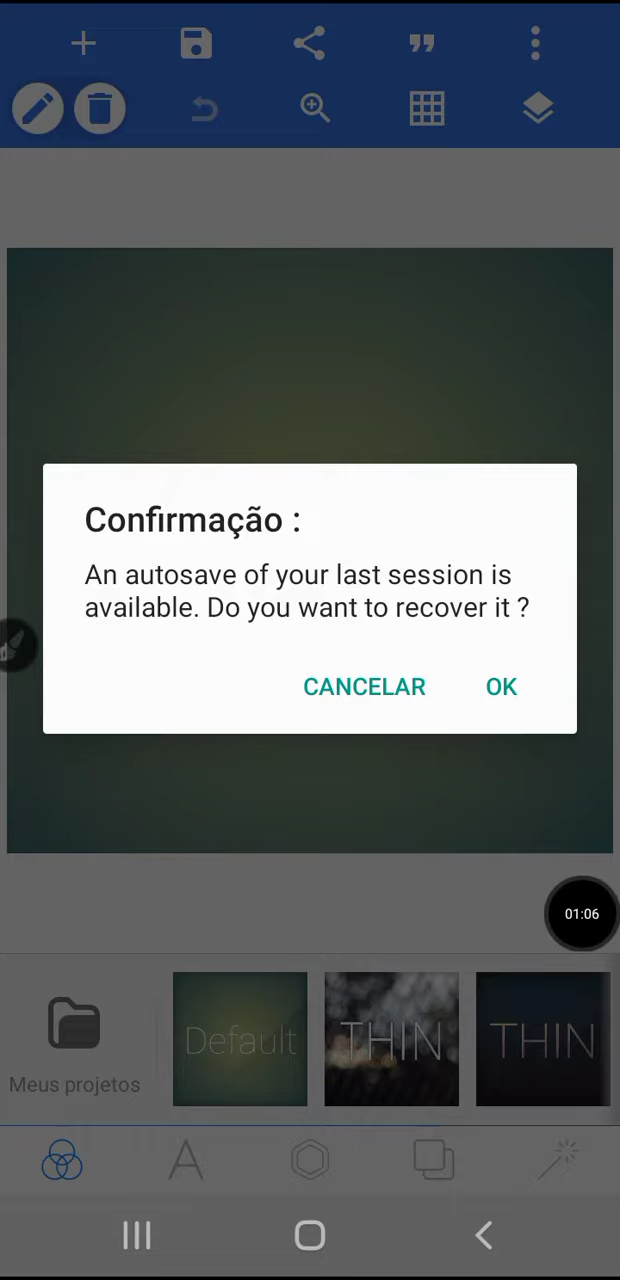 Confirmação :
An autosave of your last session is
available. Do you want to recover it ?
CANCELAR OK
01:06
Default THIN THIN
Meus projetos